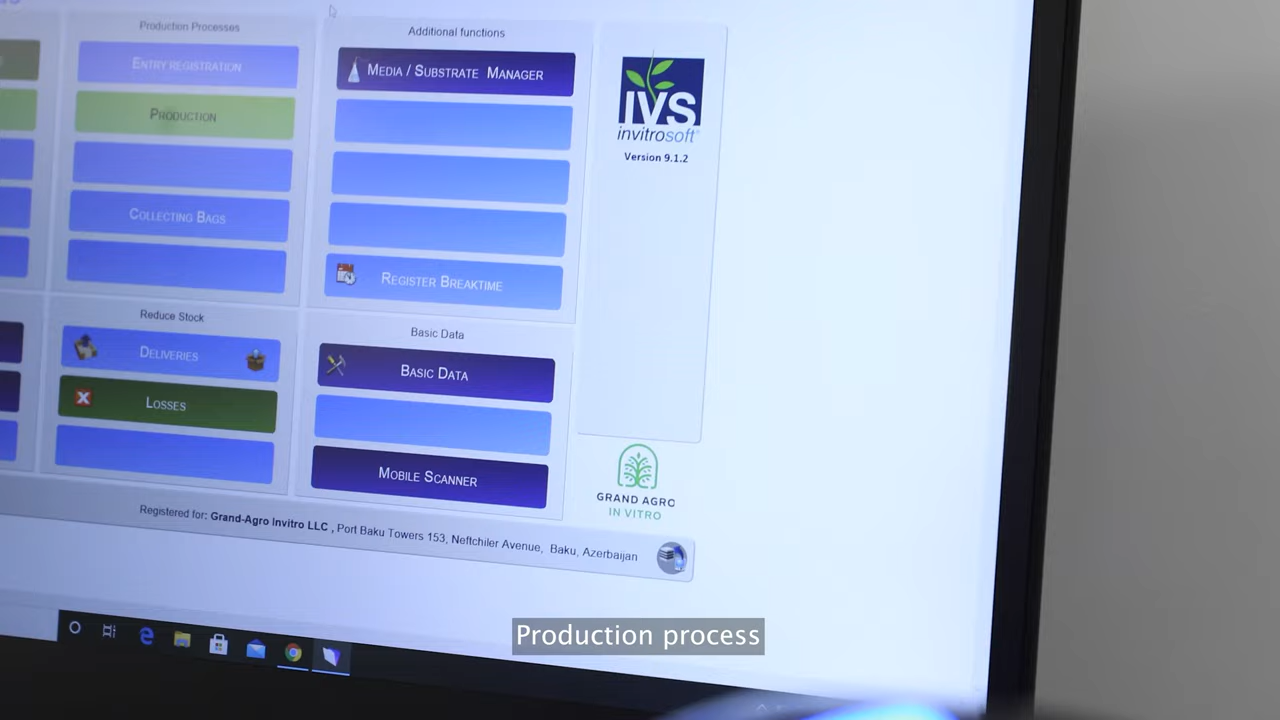 Production Processes
ENTRY REGISTRATION
PRODUCTION
COLLECTING BAGS
Additional functions
MEDIA / SUBSTRATE MANAGER
REGISTER BREAKTIME
IVS
invitrosoft®
Version 9.1.2
Reduce Stock
DELIVERIES
LOSSES
Basic Data
BASIC DATA
MOBILE SCANNER
GRAND AGRO
IN VITRO
Registered for: Grand-Agro Invitro LLC , Port Baku Towers 153, Neftchiler Avenue, Baku, Azerbaijan
Production process